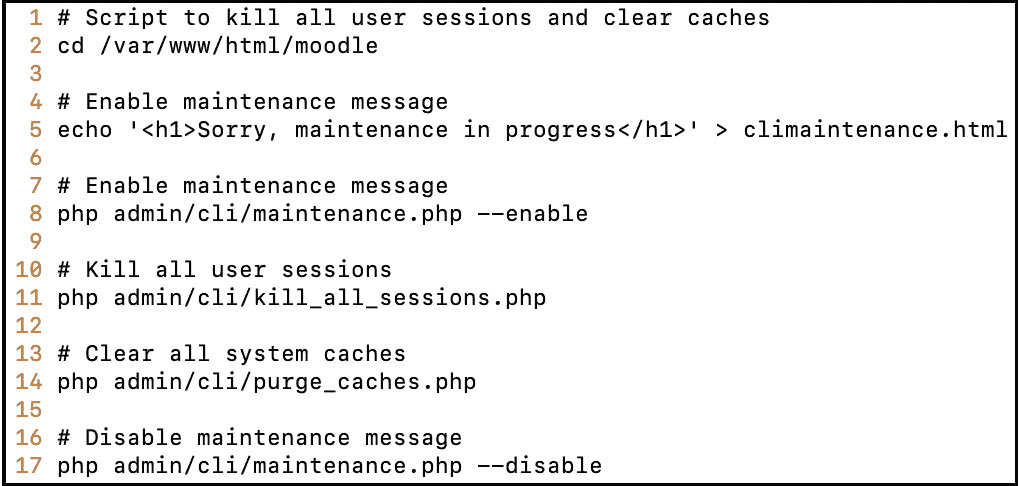 1 # Script to kill all user sessions and clear caches
2 cd /var/www/html/moodle
3
4 # Enable maintenance message
5 echo '<h1>Sorry, maintenance in progress</h1>' > climaintenance.html
6
7 # Enable maintenance message
8 php admin/cli/maintenance.php --enable
9
10 # Kill all user sessions
11 php admin/cli/kill_all_sessions.php
12
13 # Clear all system caches
14 php admin/cli/purge_caches.php
15
16 # Disable maintenance message
17 php admin/cli/maintenance.php --disable